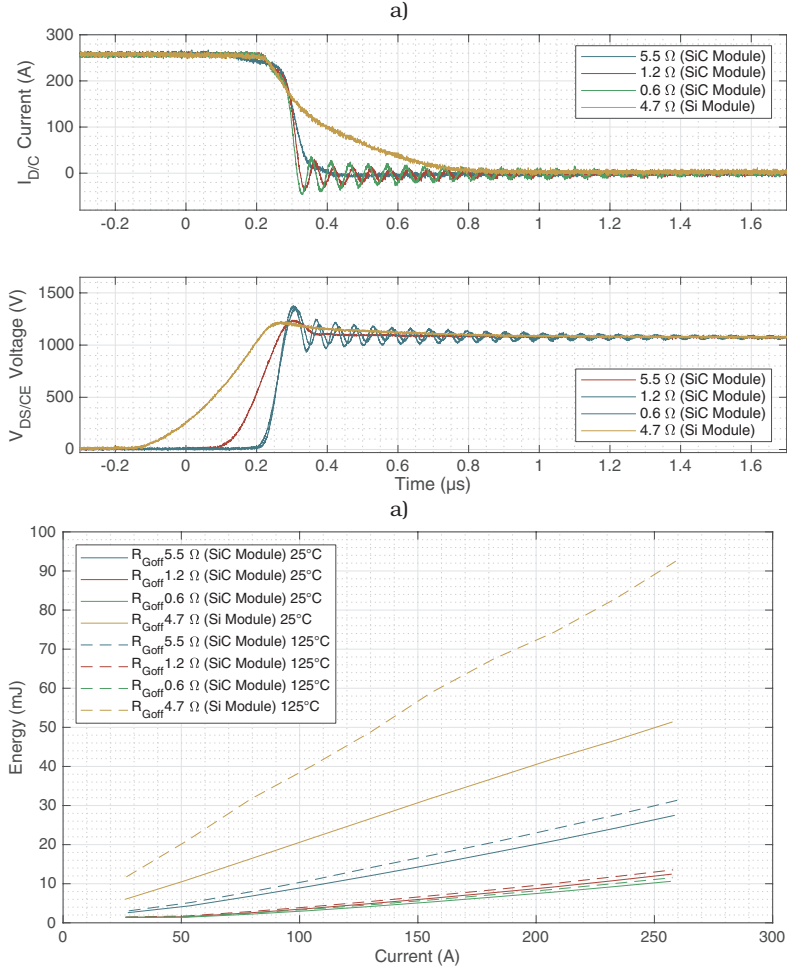 a)
300
200
100
0
I_D/C Current (A)
5.5 Ω (SiC Module)
1.2 Ω (SiC Module)
0.6 Ω (SiC Module)
4.7 Ω (Si Module)
-0.2 0 0.2 0.4 0.6 0.8 1 1.2 1.4 1.6
1500
1000
500
0
V_DS/CE Voltage (V)
5.5 Ω (SiC Module)
1.2 Ω (SiC Module)
0.6 Ω (SiC Module)
4.7 Ω (Si Module)
-0.2 0 0.2 0.4 0.6 0.8 1 1.2 1.4 1.6
Time (µs)
a)
100
90
80
70
60
50
40
30
20
10
0
Energy (mJ)
R_Goff 5.5 Ω (SiC Module) 25°C
R_Goff 1.2 Ω (SiC Module) 25°C
R_Goff 0.6 Ω (SiC Module) 25°C
R_Goff 4.7 Ω (Si Module) 25°C
R_Goff 5.5 Ω (SiC Module) 125°C
R_Goff 1.2 Ω (SiC Module) 125°C
R_Goff 0.6 Ω (SiC Module) 125°C
R_Goff 4.7 Ω (Si Module) 125°C
0 50 100 150 200 250 300
Current (A)